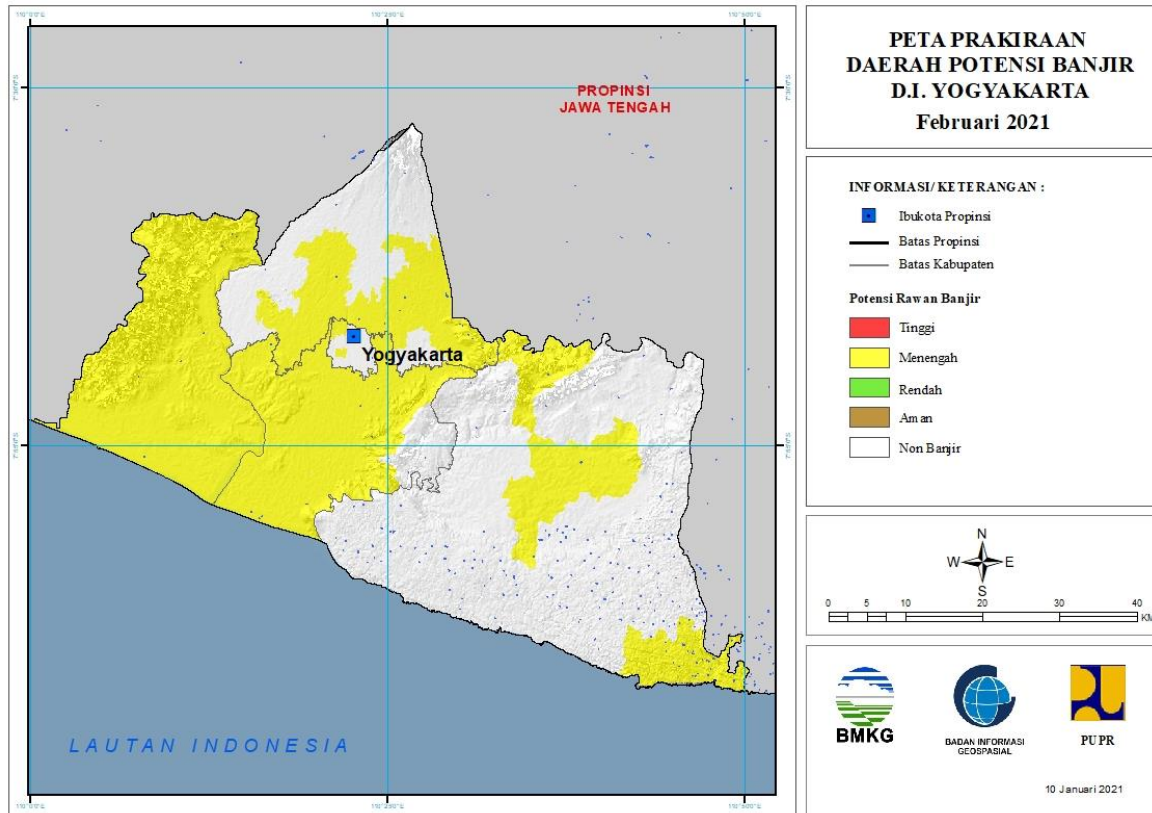 PROPINSI
JAWA TENGAH
Yogyakarta
LAUTAN INDONESIA
PETA PRAKIRAAN
DAERAH POTENSI BANJIR
D.I. YOGYAKARTA
Februari 2021
INFORMASI/ KETERANGAN :
Ibukota Propinsi
Batas Propinsi
Batas Kabupaten
Potensi Rawan Banjir
Tinggi
Menengah
Rendah
Aman
Non Banjir
N
W E
S
0 5 10 20 30 40
KM
BMKG
BADAN INFORMASI
GEOSPASIAL
PUPR
10 Januari 2021